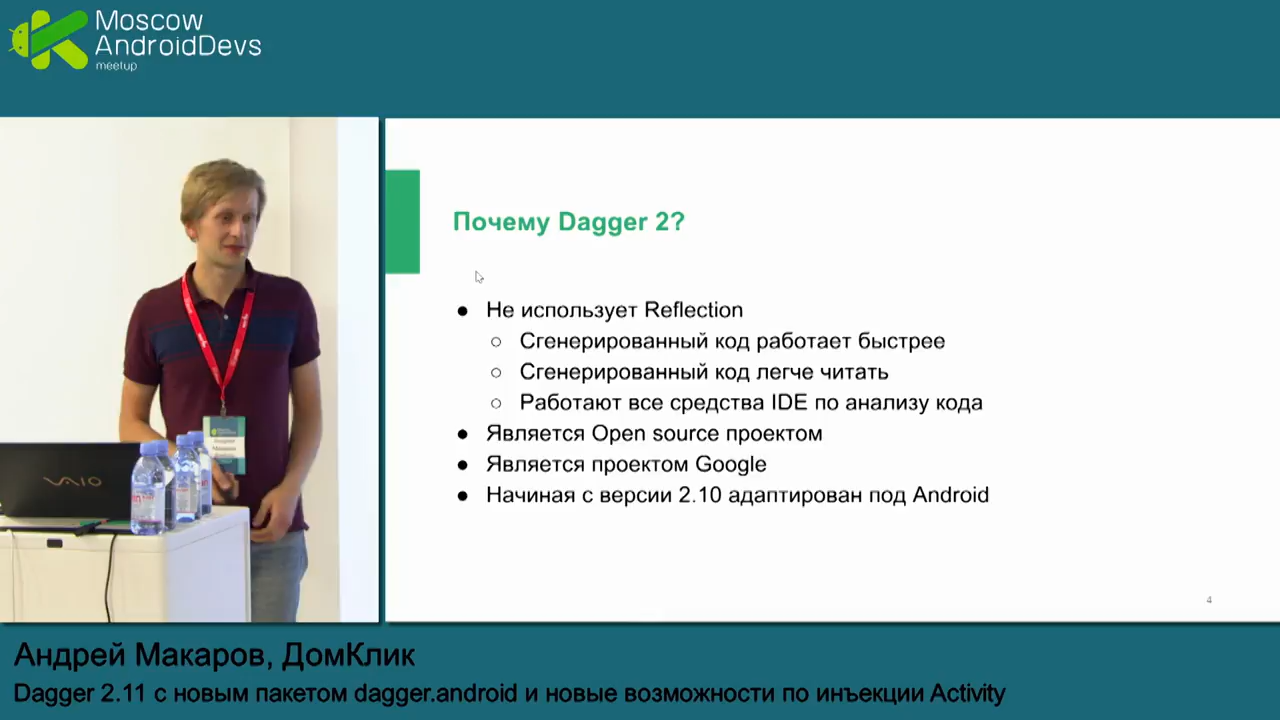 Moscow
AndroidDevs
meetup
Почему Dagger 2?
● Не использует Reflection
○ Сгенерированный код работает быстрее
○ Сгенерированный код легче читать
○ Работают все средства IDE по анализу кода
● Является Open source проектом
● Является проектом Google
● Начиная с версии 2.10 адаптирован под Android
4
VAIO
Андрей Макаров, ДомКлик
Dagger 2.11 с новым пакетом dagger.android и новые возможности по инъекции Activity